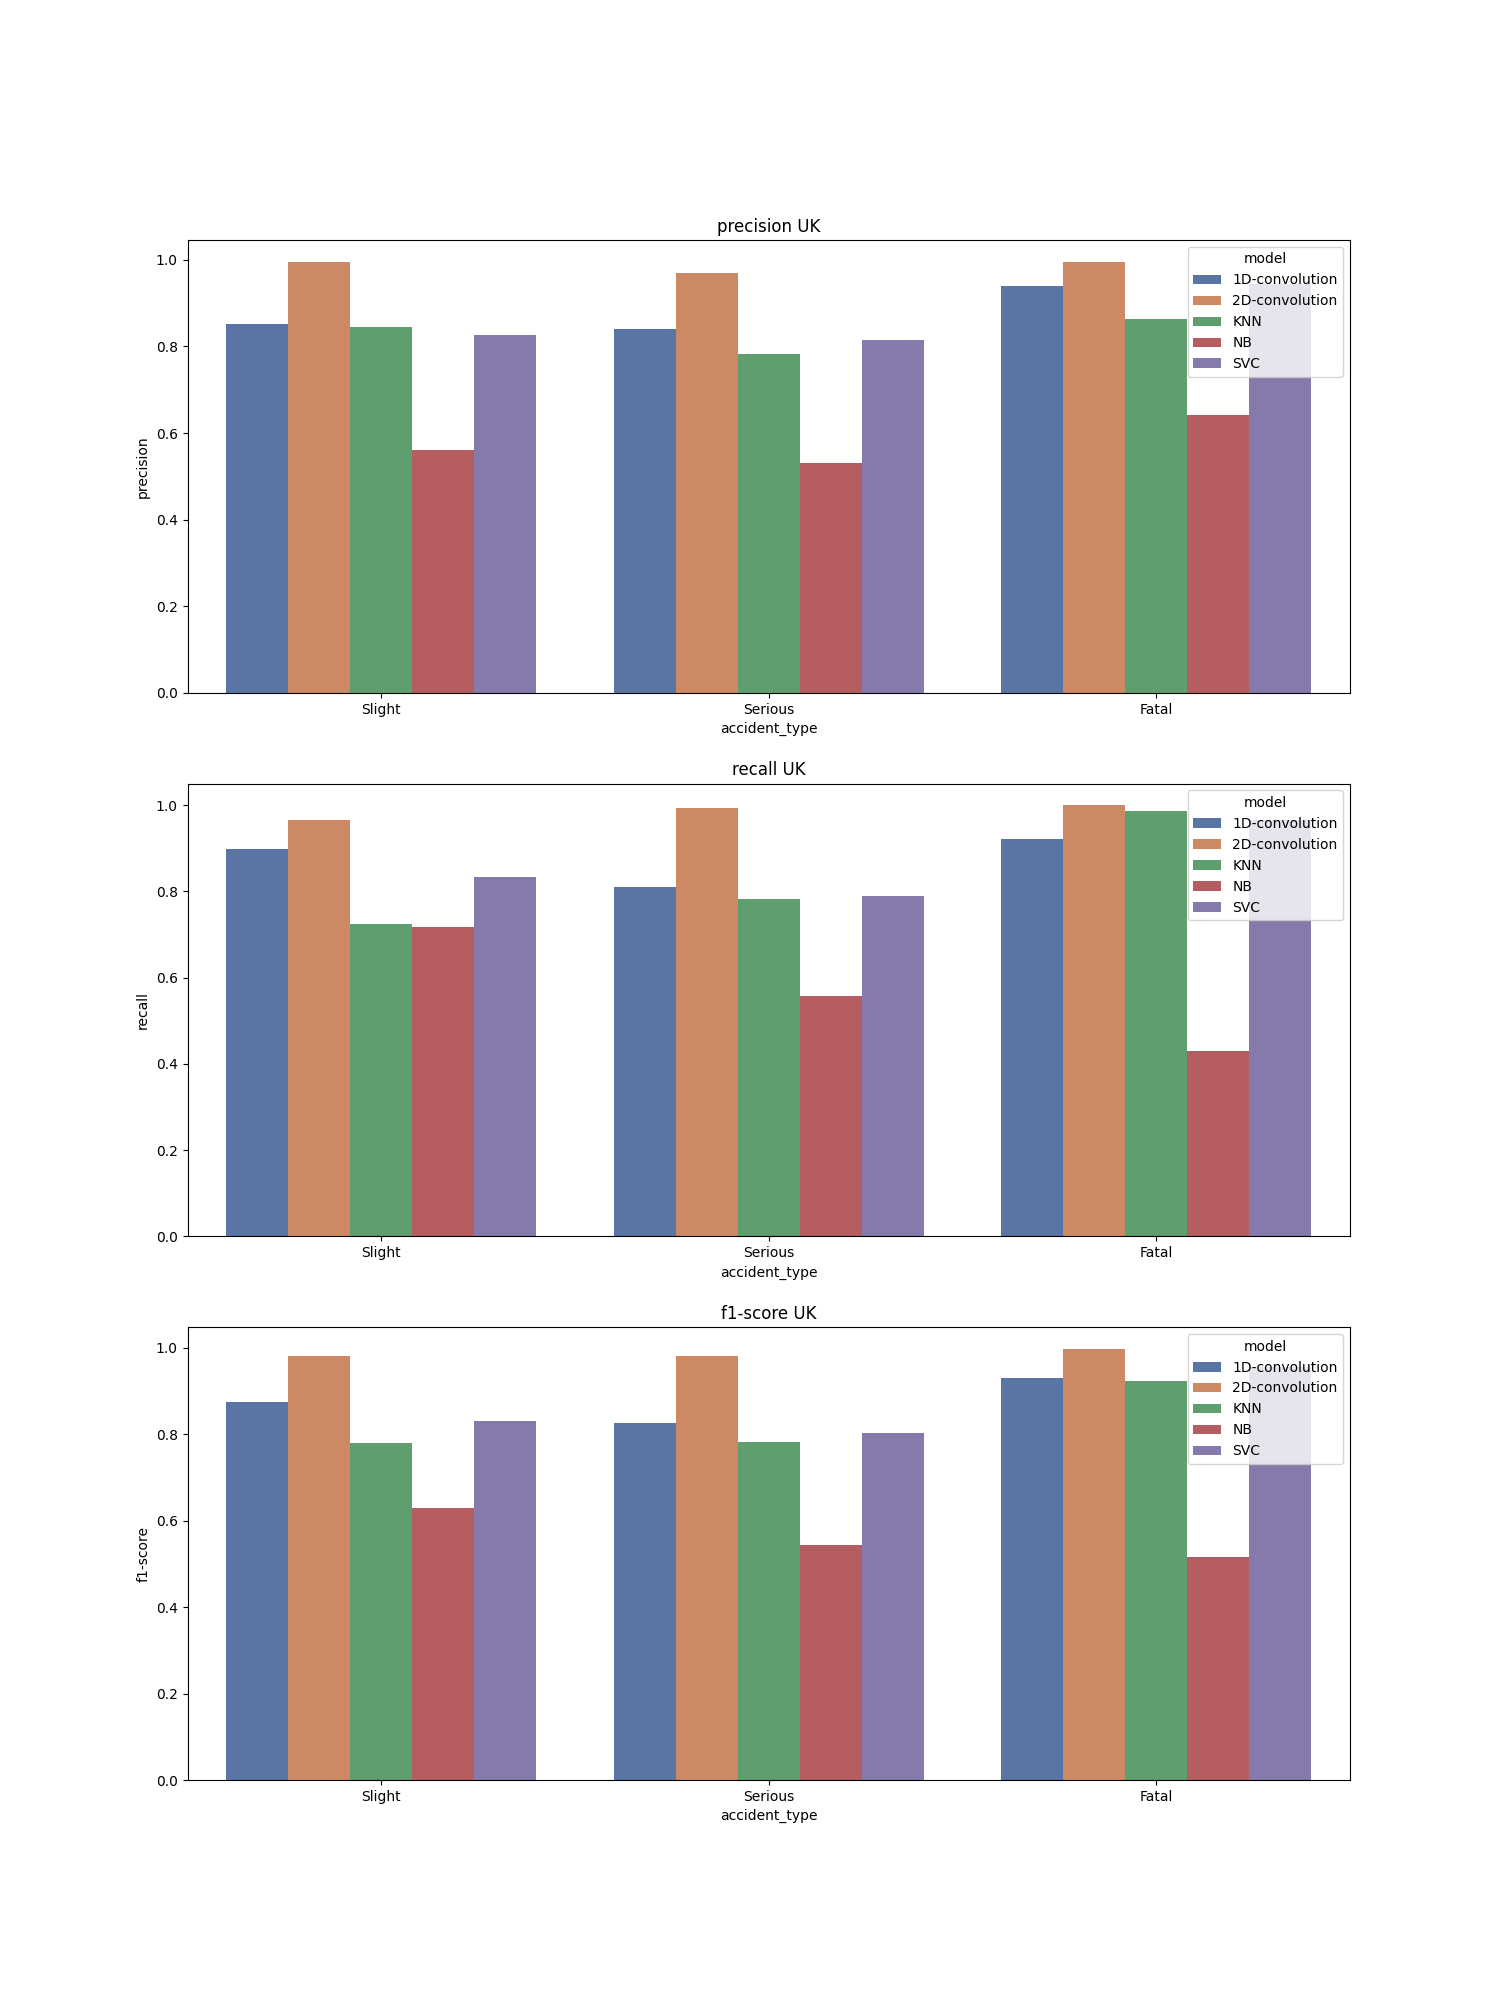 precision UK
1.0
0.8
0.6
0.4
0.2
0.0
precision
model
1D-convolution
2D-convolution
KNN
NB
SVC
Slight Serious Fatal
accident_type
recall UK
1.0
0.8
0.6
0.4
0.2
0.0
recall
model
1D-convolution
2D-convolution
KNN
NB
SVC
Slight Serious Fatal
accident_type
f1-score UK
1.0
0.8
0.6
0.4
0.2
0.0
f1-score
model
1D-convolution
2D-convolution
KNN
NB
SVC
Slight Serious Fatal
accident_type